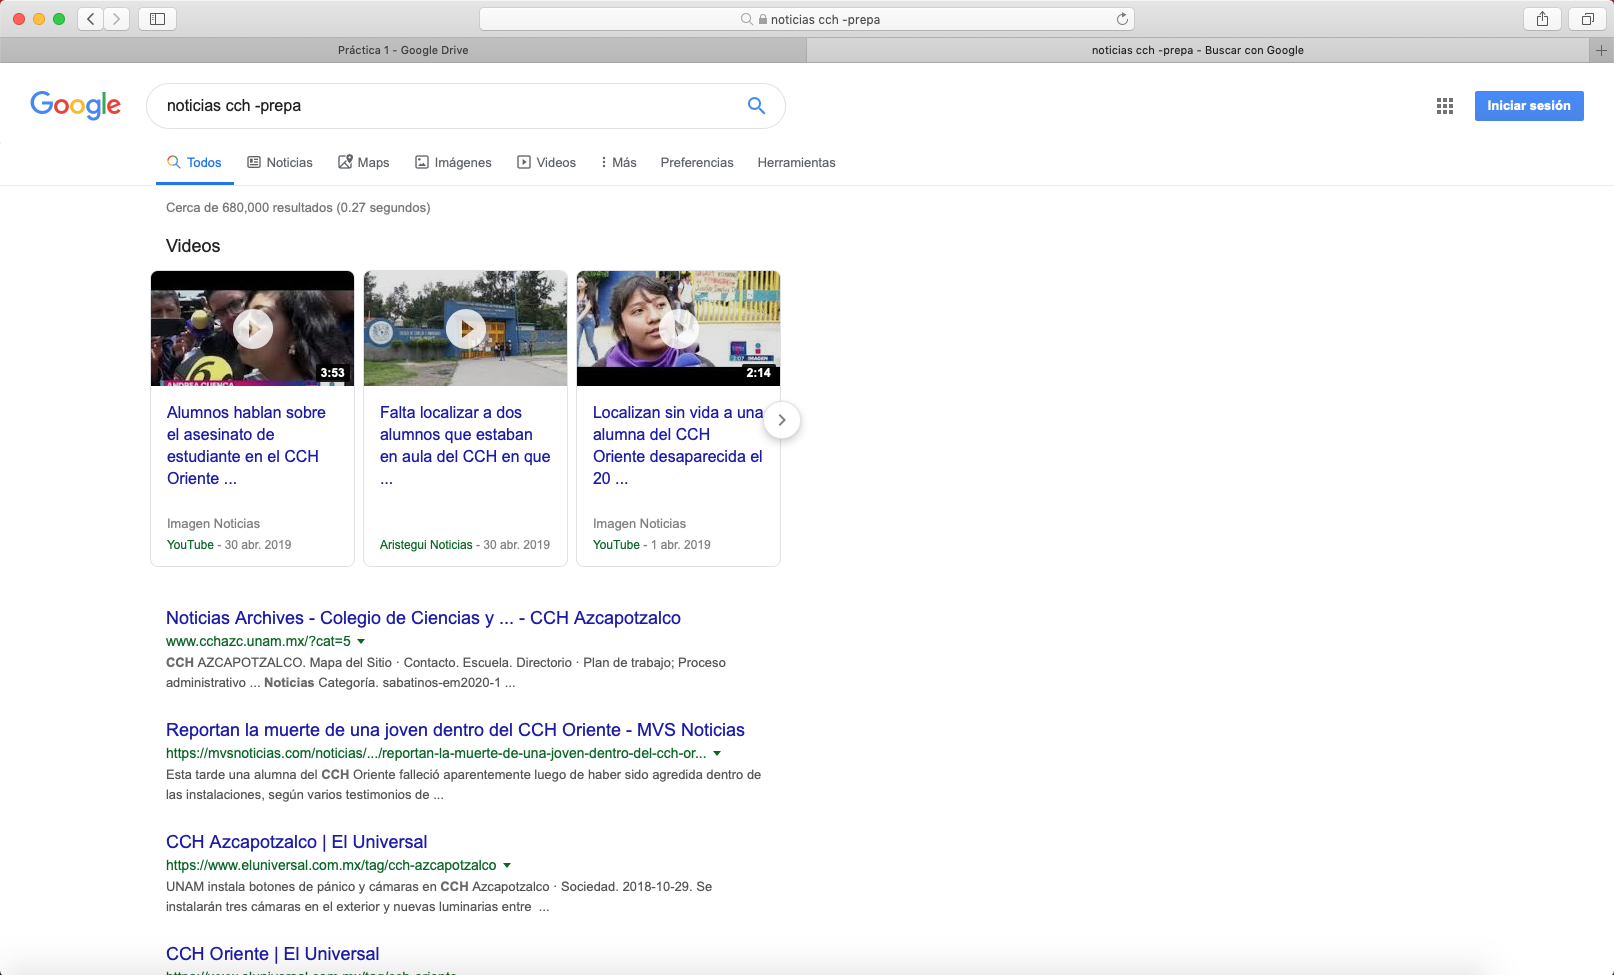 noticias cch -prepa
Práctica 1 - Google Drive
noticias cch -prepa - Buscar con Google
Google
noticias cch -prepa
Iniciar sesión
Todos
Noticias
Maps
Imágenes
Videos
Más
Preferencias
Herramientas
Cerca de 680,000 resultados (0.27 segundos)
Videos
ANDREA CUENCA
3:53
Alumnos hablan sobre
el asesinato de
estudiante en el CCH
Oriente ...
Imagen Noticias
YouTube - 30 abr. 2019
Falta localizar a dos
alumnos que estaban
en aula del CCH en que
...
Aristegui Noticias - 30 abr. 2019
IMAGEN
2:14
Localizan sin vida a una
alumna del CCH
Oriente desaparecida el
20 ...
Imagen Noticias
YouTube - 1 abr. 2019
Noticias Archives - Colegio de Ciencias y ... - CCH Azcapotzalco
www.cchazc.unam.mx/?cat=5
CCH AZCAPOTZALCO. Mapa del Sitio · Contacto. Escuela. Directorio · Plan de trabajo; Proceso
administrativo ... Noticias Categoría. sabatinos-em2020-1 ...
Reportan la muerte de una joven dentro del CCH Oriente - MVS Noticias
https://mvsnoticias.com/noticias/.../reportan-la-muerte-de-una-joven-dentro-del-cch-or...
Esta tarde una alumna del CCH Oriente falleció aparentemente luego de haber sido agredida dentro de
las instalaciones, según varios testimonios de ...
CCH Azcapotzalco | El Universal
https://www.eluniversal.com.mx/tag/cch-azcapotzalco
UNAM instala botones de pánico y cámaras en CCH Azcapotzalco · Sociedad. 2018-10-29. Se
instalarán tres cámaras en el exterior y nuevas luminarias entre ...
CCH Oriente | El Universal
https://www.eluniversal.com.mx/tag/cch-oriente